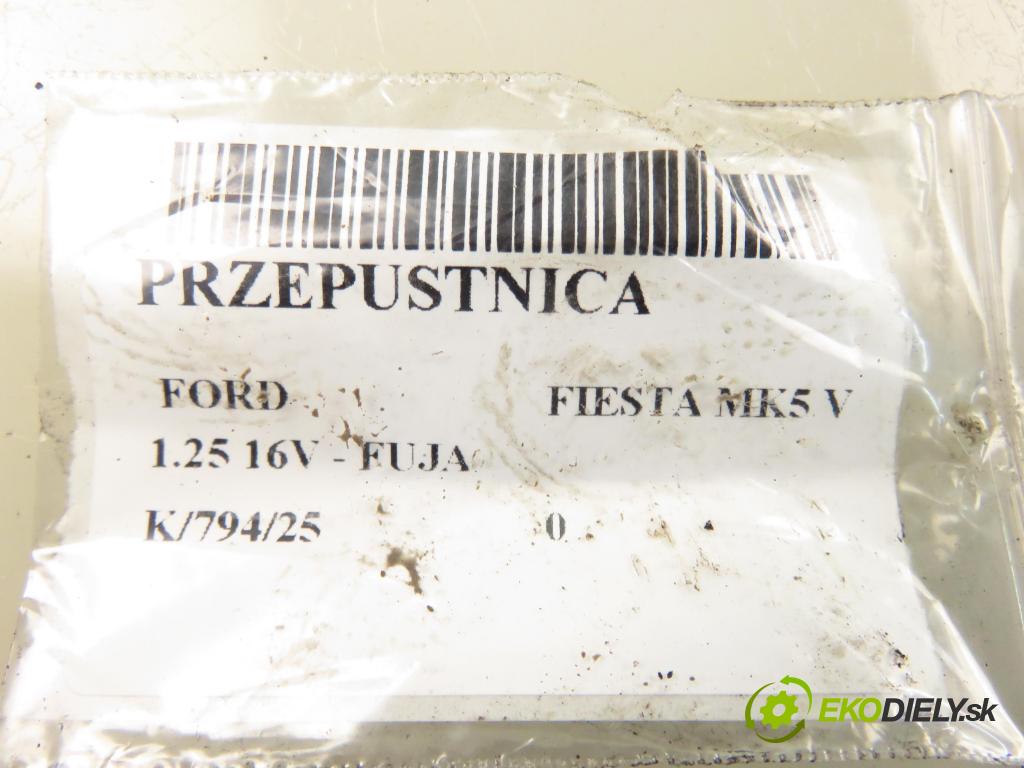 PRZEPUSTNICA
FORD FIESTA MK5 V
1.25 16V - FUJA
K/794/25 0
EKODIELY.sk